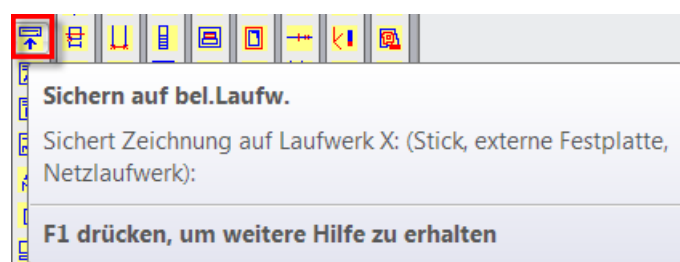 Sichern auf bel.Laufw.
Sichert Zeichnung auf Laufwerk X: (Stick, externe Festplatte,
Netzlaufwerk):
F1 drücken, um weitere Hilfe zu erhalten